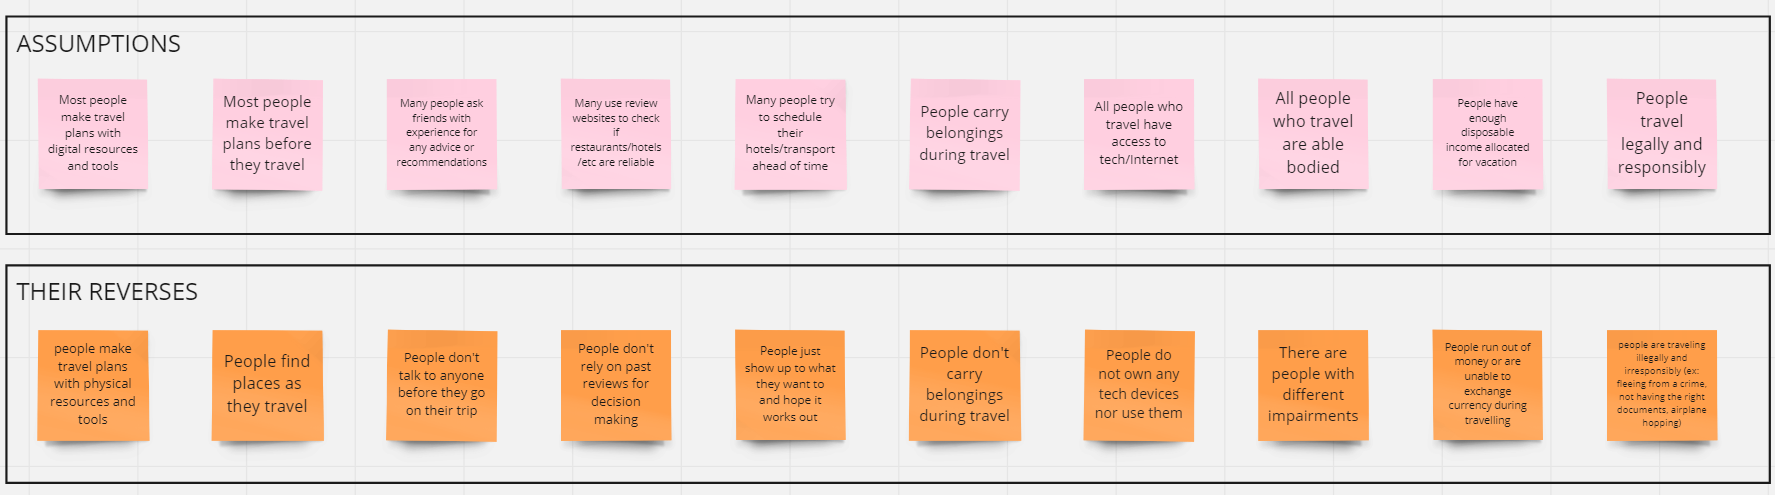 ASSUMPTIONS
Most people
make travel
plans with
digital resources
and tools
Most people
make travel
plans before
they travel
Many people ask
friends with
experience for
any advice or
recommendations
Many use review
websites to check
if
restaurants/hotels
/etc are reliable
Many people try
to schedule
their
hotels/transport
ahead of time
People carry
belongings
during travel
All people who
travel have
access to
tech/Internet
All people
who travel
are able
bodied
People have
enough
disposable
income allocated
for vacation
People
travel
legally and
responsibly
THEIR REVERSES
people make
travel plans
with physical
resources and
tools
People find
places as
they travel
People don't
talk to anyone
before they go
on their trip
People don't
rely on past
reviews for
decision
making
People just
show up to what
they want to
and hope it
works out
People don't
carry
belongings
during travel
People do
not own any
tech devices
nor use them
There are
people with
different
impairments
People run out of
money or are
unable to
exchange
currency during
travelling
people are traveling
illegally and
irresponsibly (ex:
fleeing from a crime,
not having the right
documents, airplane
hopping)